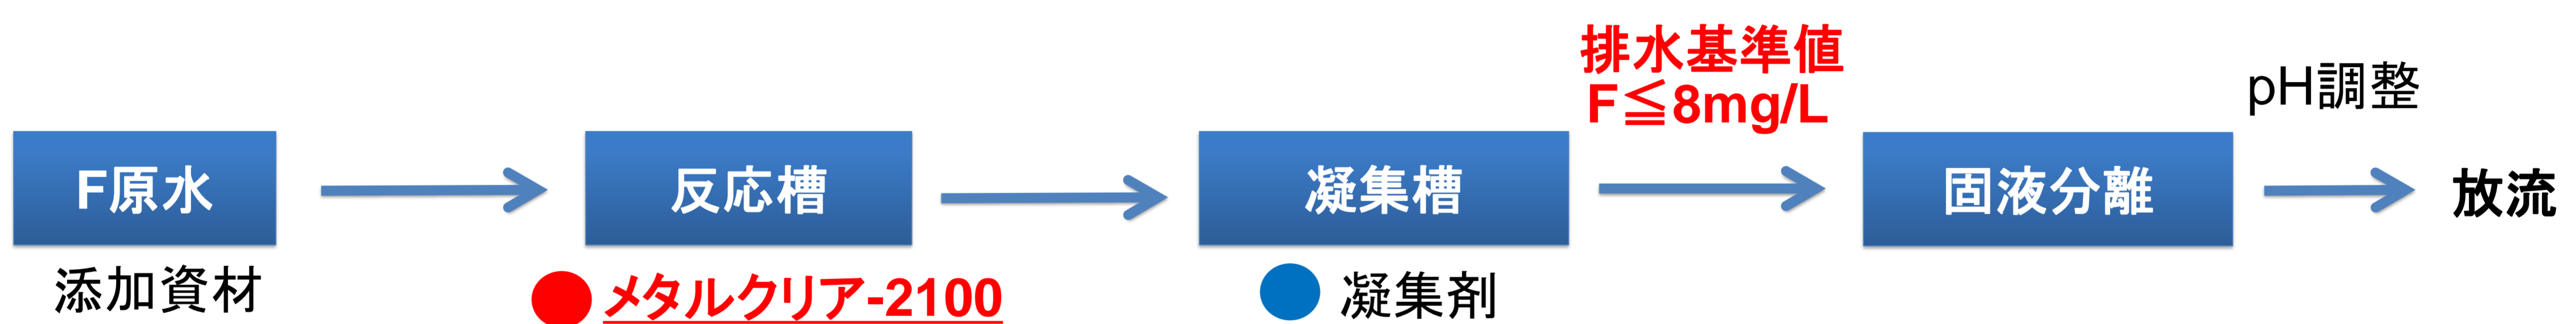 排水基準値
F≦8mg/L
pH調整
F原水
反応槽
凝集槽
固液分離
放流
添加資材
メタルクリア-2100
凝集剤